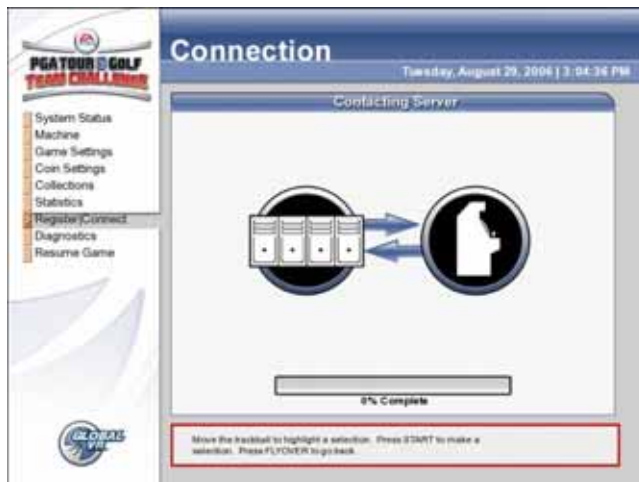 EA
PGA TOUR GOLF
TEAM CHALLENGE
Connection
Tuesday, August 29, 2006 | 3:04:36 PM
Contacting Server
System Status
Machine
Game Settings
Coin Settings
Collections
Statistics
Register/Connect
Diagnostics
Resume Game
0% Complete
GLOBAL
VR
Move the trackball to highlight a selection. Press START to make a
selection. Press FLYOVER to go back.